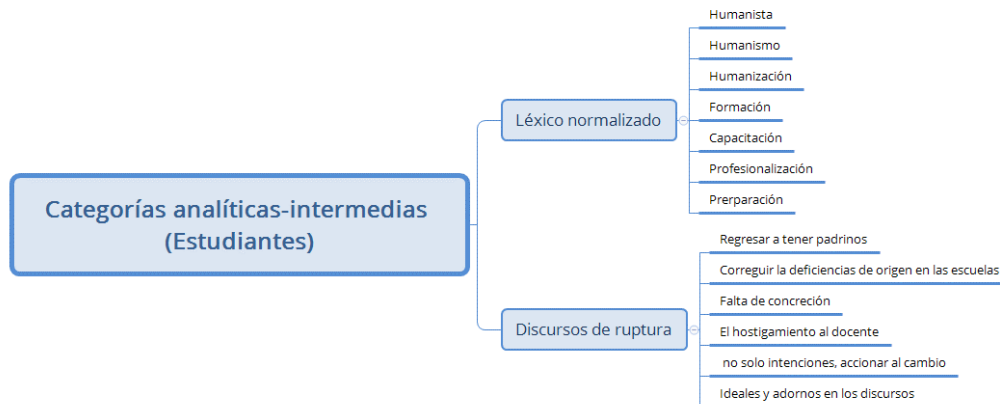 Categorías analíticas-intermedias
(Estudiantes)
Léxico normalizado
Humanista
Humanismo
Humanización
Formación
Capacitación
Profesionalización
Prerparación
Discursos de ruptura
Regresar a tener padrinos
Correguir la deficiencias de origen en las escuelas
Falta de concreción
El hostigamiento al docente
no solo intenciones, accionar al cambio
Ideales y adornos en los discursos